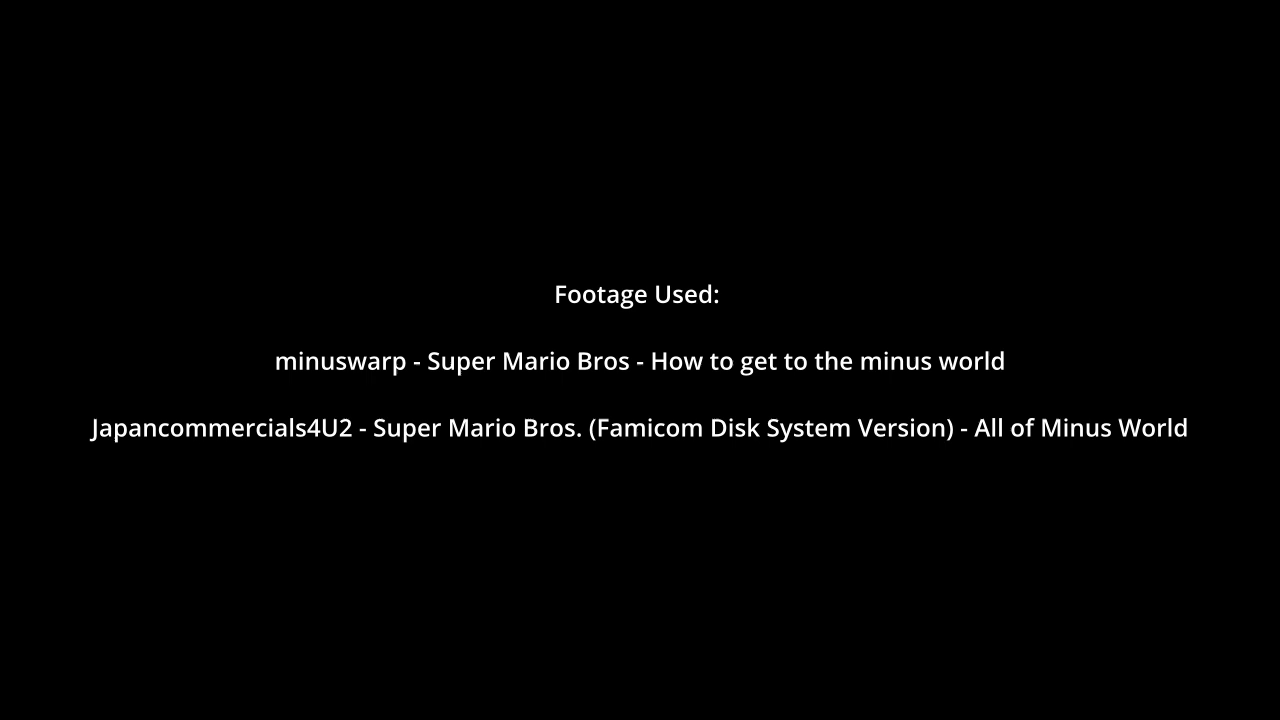 Footage Used:
minuswarp - Super Mario Bros - How to get to the minus world
Japancommercials4U2 - Super Mario Bros. (Famicom Disk System Version) - All of Minus World